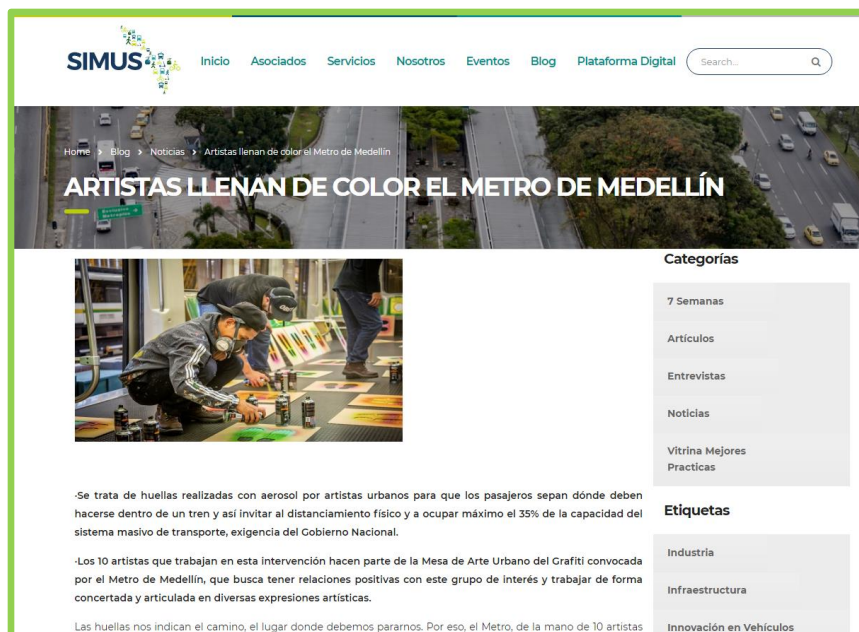 SIMUS
Inicio Asociados Servicios Nosotros Eventos Blog Plataforma Digital Search...
Home > Blog > Noticias > Artistas llenan de color el Metro de Medellín
ARTISTAS LLENAN DE COLOR EL METRO DE MEDELLÍN
·Se trata de huellas realizadas con aerosol por artistas urbanos para que los pasajeros sepan dónde deben
hacerse dentro de un tren y así invitar al distanciamiento físico y a ocupar máximo el 35% de la capacidad del
sistema masivo de transporte, exigencia del Gobierno Nacional.
·Los 10 artistas que trabajan en esta intervención hacen parte de la Mesa de Arte Urbano del Grafiti convocada
por el Metro de Medellín, que busca tener relaciones positivas con este grupo de interés y trabajar de forma
concertada y articulada en diversas expresiones artísticas.
Las huellas nos indican el camino, el lugar donde debemos pararnos. Por eso, el Metro, de la mano de 10 artistas
Categorías
7 Semanas
Artículos
Entrevistas
Noticias
Vitrina Mejores
Practicas
Etiquetas
Industria
Infraestructura
Innovación en Vehículos